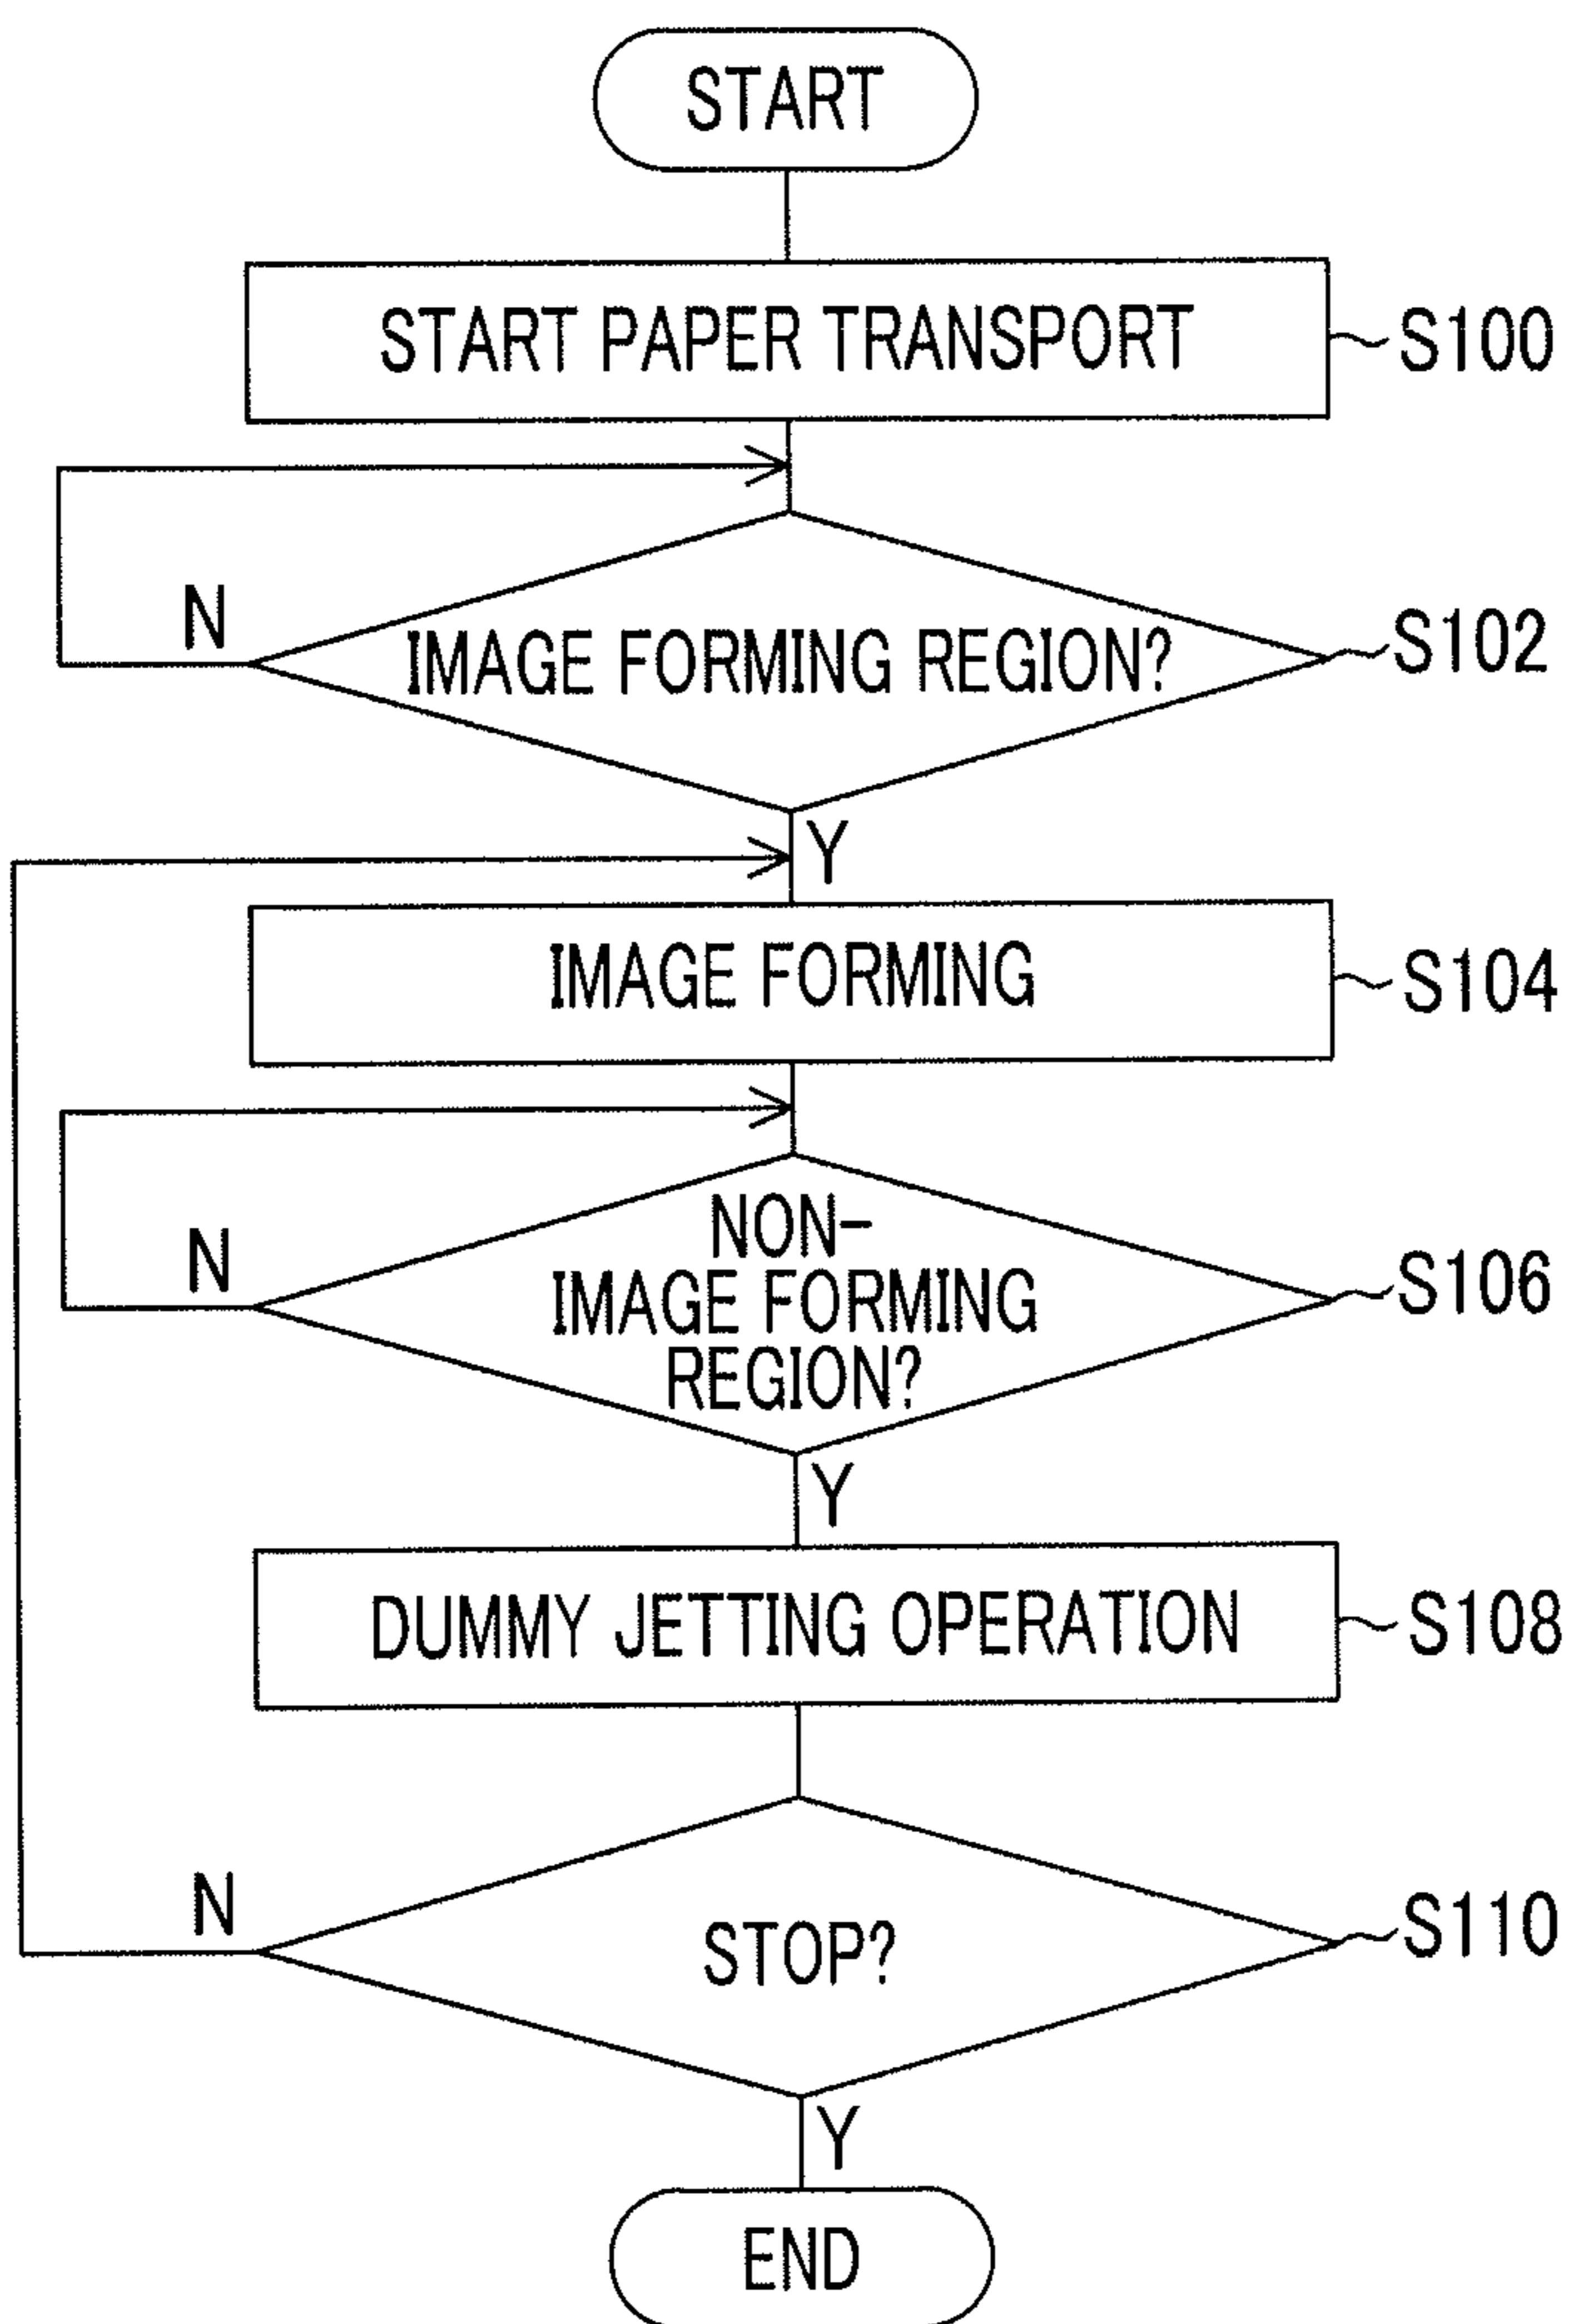 START
START PAPER TRANSPORT
S100
N
IMAGE FORMING REGION?
S102
Y
IMAGE FORMING
S104
N
NON-
IMAGE FORMING
REGION?
S106
Y
DUMMY JETTING OPERATION
S108
N
STOP?
S110
Y
END